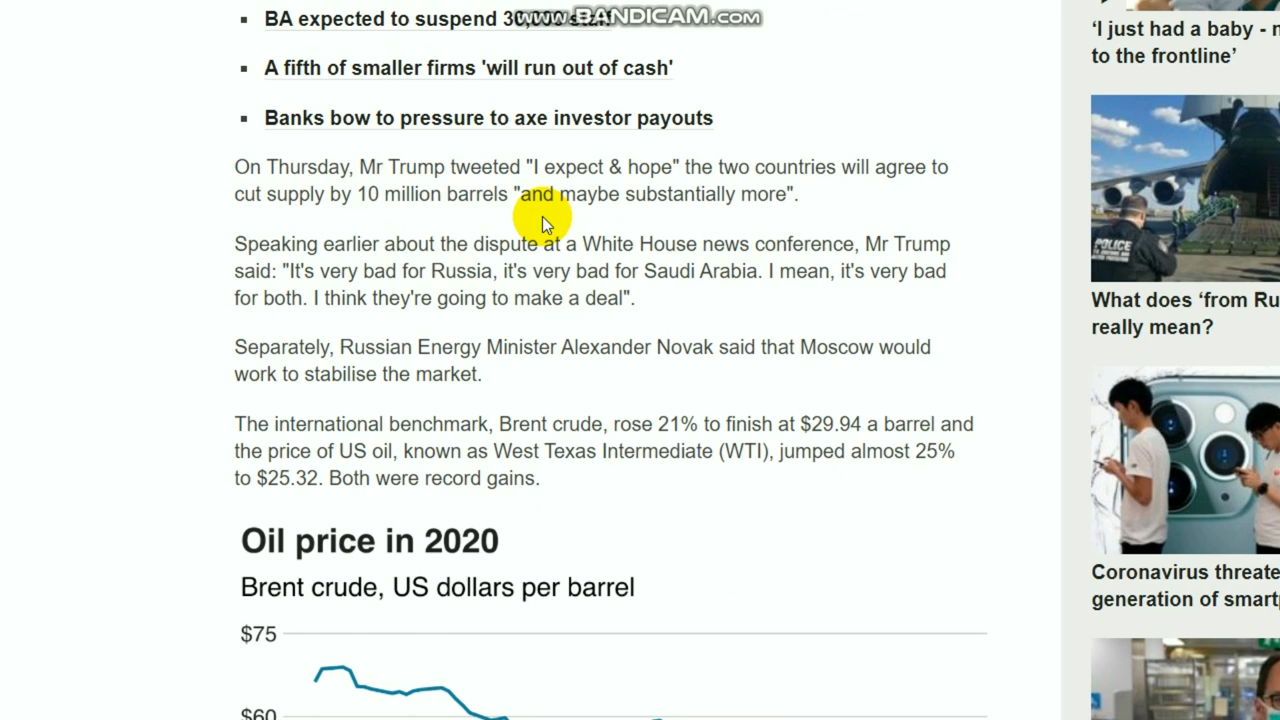 BA expected to suspend 30,000 staff
www.BANDICAM.com
A fifth of smaller firms 'will run out of cash'
Banks bow to pressure to axe investor payouts
On Thursday, Mr Trump tweeted "I expect & hope" the two countries will agree to
cut supply by 10 million barrels "and maybe substantially more".
Speaking earlier about the dispute at a White House news conference, Mr Trump
said: "It's very bad for Russia, it's very bad for Saudi Arabia. I mean, it's very bad
for both. I think they're going to make a deal".
Separately, Russian Energy Minister Alexander Novak said that Moscow would
work to stabilise the market.
The international benchmark, Brent crude, rose 21% to finish at $29.94 a barrel and
the price of US oil, known as West Texas Intermediate (WTI), jumped almost 25%
to $25.32. Both were record gains.
Oil price in 2020
Brent crude, US dollars per barrel
$75
$60
‘I just had a baby -
to the frontline’
POLICE
What does ‘from Ru
really mean?
Coronavirus threate
generation of smart